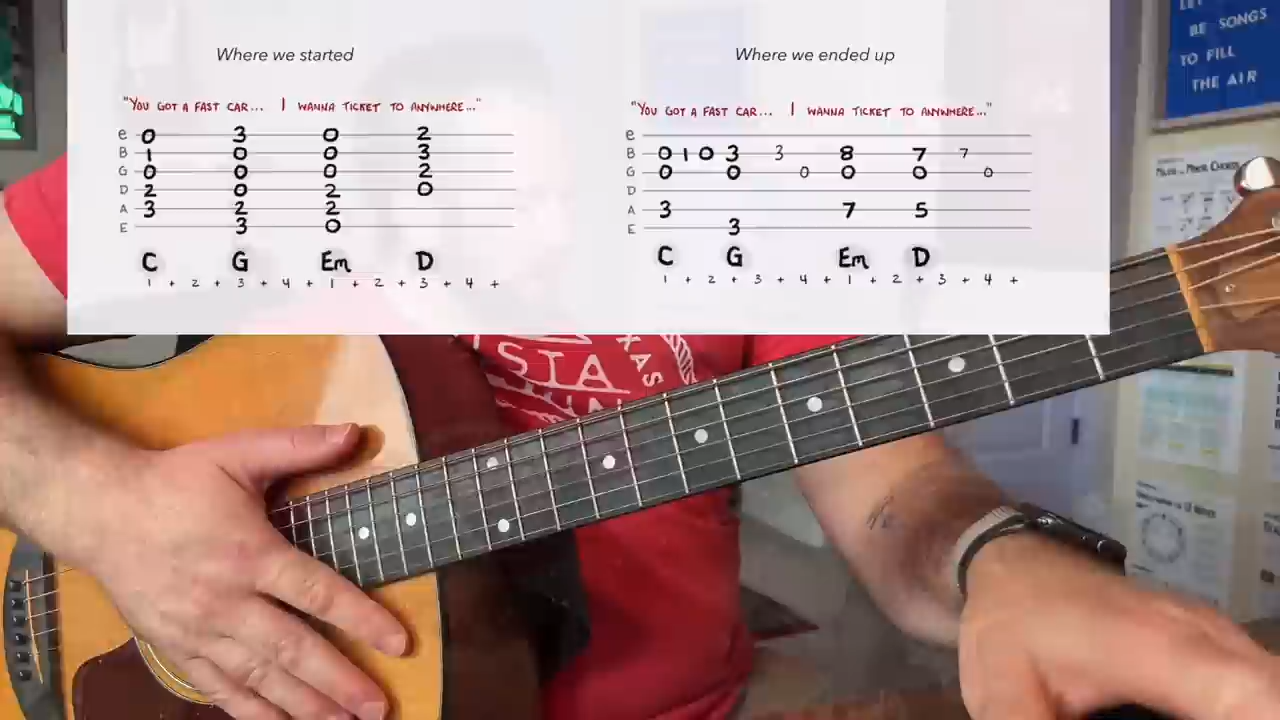 Where we started
"YOU GOT A FAST CAR... I WANNA TICKET TO ANYWHERE..."
e 0 3 0 2
B 1 0 0 3
G 0 0 0 2
D 2 0 2 0
A 3 2 2
E 3 0
C G Em D
1 + 2 + 3 + 4 + 1 + 2 + 3 + 4 +
Where we ended up
"YOU GOT A FAST CAR... I WANNA TICKET TO ANYWHERE..."
e
B 0 1 0 3 3 8 7 7
G 0 0 0 0 0 0
D
A 3 7 5
E 3
C G Em D
1 + 2 + 3 + 4 + 1 + 2 + 3 + 4 +
LET
BE SONGS
TO FILL
THE AIR